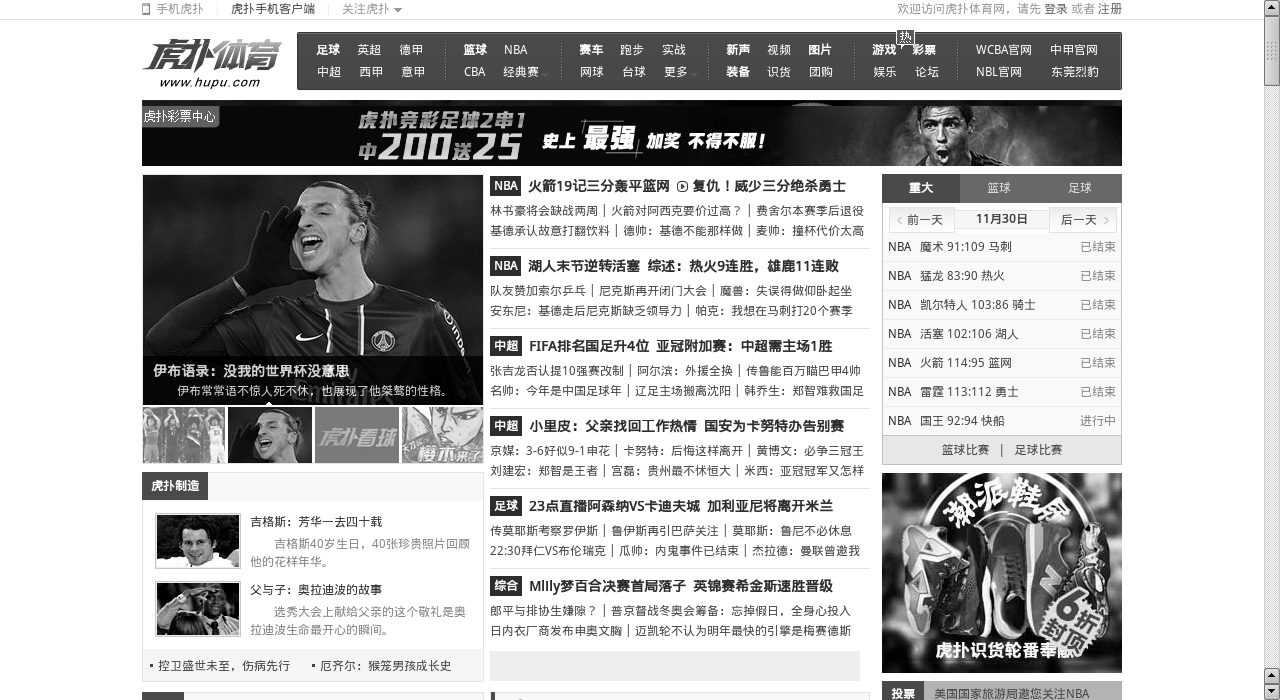 手机虎扑 虎扑手机客户端 关注虎扑
欢迎访问虎扑体育网，请先 登录 或者 注册
虎扑体育
www.hupu.com
足球 英超 德甲 篮球 NBA 赛车 跑步 实战 新声 视频 图片 游戏 热 彩票 WCBA官网 中甲官网
中超 西甲 意甲 CBA 经典赛 网球 台球 更多 装备 识货 团购 娱乐 论坛 NBL官网 东莞烈豹
虎扑彩票中心
虎扑竞彩足球2串1
中200送25 史上 最强 加奖 不得不服!
伊布语录：没我的世界杯没意思
伊布常常语不惊人死不休，也展现了他桀骜的性格。
虎扑看球
虎扑制造
吉格斯：芳华一去四十载
吉格斯40岁生日，40张珍贵照片回顾
他的花样年华。
父与子：奥拉迪波的故事
选秀大会上献给父亲的这个敬礼是奥
拉迪波生命最开心的瞬间。
控卫盛世未至，伤病先行 厄齐尔：猴笼男孩成长史
NBA 火箭19记三分轰平篮网 复仇！威少三分绝杀勇士
林书豪将会缺战两周 | 火箭对阿西克要价过高？ | 费舍尔本赛季后退役
基德承认故意打翻饮料 | 德帅：基德不能那样做 | 麦帅：撞杯代价太高
NBA 湖人末节逆转活塞 综述：热火9连胜，雄鹿11连败
队友赞加索尔乒乓 | 尼克斯再开闭门大会 | 魔兽：失误得做仰卧起坐
安东尼：基德走后尼克斯缺乏领导力 | 帕克：我想在马刺打20个赛季
中超 FIFA排名国足升4位 亚冠附加赛：中超需主场1胜
张吉龙否认提10强赛改制 | 阿尔滨：外援全换 | 传鲁能百万瞄巴甲4帅
名帅：今年是中国足球年 | 辽足主场搬离沈阳 | 韩乔生：郑智难救国足
中超 小里皮：父亲找回工作热情 国安为卡努特办告别赛
京媒：3-6好似9-1申花 | 卡努特：后悔这样离开 | 黄博文：必争三冠王
刘建宏：郑智是王者 | 宫磊：贵州最不怵恒大 | 米西：亚冠冠军又怎样
足球 23点直播阿森纳VS卡迪夫城 加利亚尼将离开米兰
传莫耶斯考察罗伊斯 | 鲁伊斯再引巴萨关注 | 莫耶斯：鲁尼不必休息
22:30拜仁VS布伦瑞克 | 瓜帅：内鬼事件已结束 | 杰拉德：曼联曾邀我
综合 Mlily梦百合决赛首局落子 英锦赛希金斯速胜晋级
郎平与排协生嫌隙？ | 普京督战冬奥会筹备：忘掉假日，全身心投入
日内衣厂商发布申奥文胸 | 迈凯轮不认为明年最快的引擎是梅赛德斯
重大 篮球 足球
前一天 11月30日 后一天
NBA 魔术 91:109 马刺 已结束
NBA 猛龙 83:90 热火 已结束
NBA 凯尔特人 103:86 骑士 已结束
NBA 活塞 102:106 湖人 已结束
NBA 火箭 114:95 篮网 已结束
NBA 雷霆 113:112 勇士 已结束
NBA 国王 92:94 快船 进行中
篮球比赛 | 足球比赛
潮派鞋展
6折
封顶
虎扑识货轮番奉献
投票 美国国家旅游局邀您关注NBA